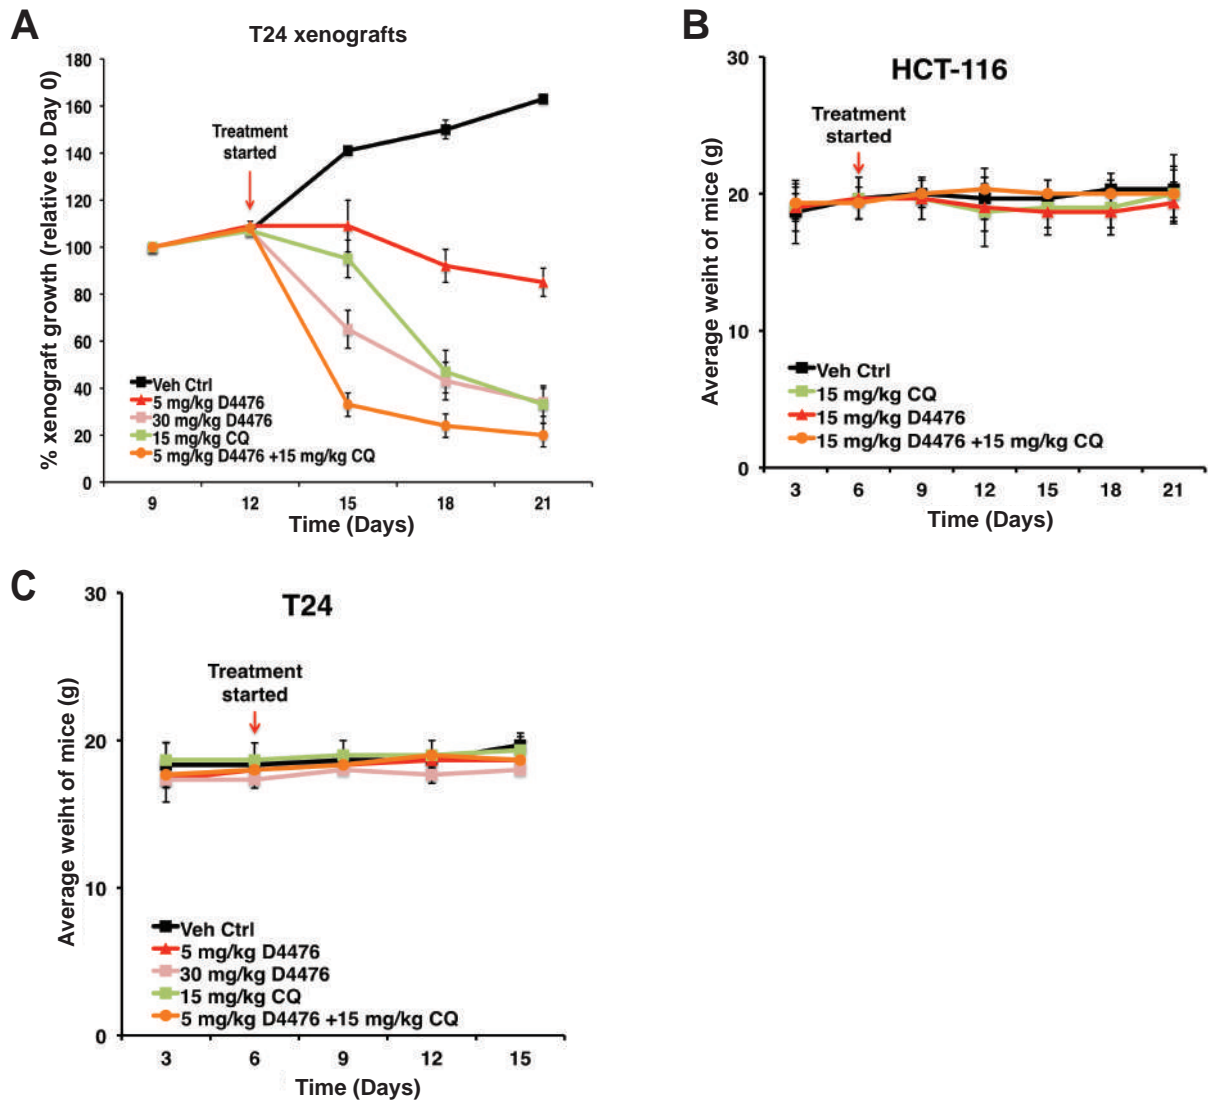 A
T24 xenografts
% xenograft growth (relative to Day 0)
180
160
140
120
100
80
60
40
20
0
Treatment
started
Veh Ctrl
5 mg/kg D4476
30 mg/kg D4476
15 mg/kg CQ
5 mg/kg D4476 +15 mg/kg CQ
9
12
15
18
21
Time (Days)
B
HCT-116
Average weiht of mice (g)
30
20
10
0
Treatment
started
Veh Ctrl
15 mg/kg CQ
15 mg/kg D4476
15 mg/kg D4476 +15 mg/kg CQ
3
6
9
12
15
18
21
Time (Days)
C
T24
Average weiht of mice (g)
30
20
10
0
Treatment
started
Veh Ctrl
5 mg/kg D4476
30 mg/kg D4476
15 mg/kg CQ
5 mg/kg D4476 +15 mg/kg CQ
3
6
9
12
15
Time (Days)